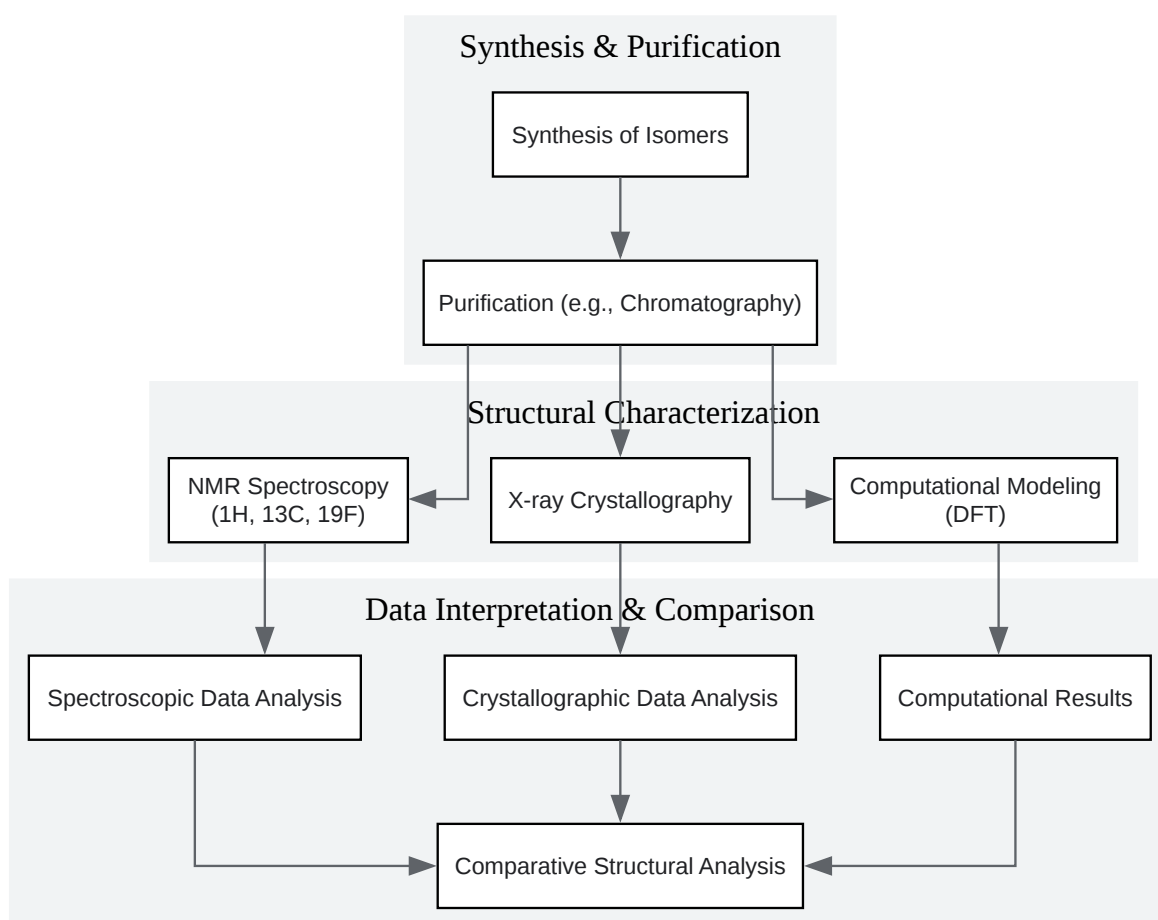 Synthesis & Purification
Synthesis of Isomers
Purification (e.g., Chromatography)
Structural Characterization
NMR Spectroscopy
(1H, 13C, 19F)
X-ray Crystallography
Computational Modeling
(DFT)
Data Interpretation & Comparison
Spectroscopic Data Analysis
Crystallographic Data Analysis
Computational Results
Comparative Structural Analysis